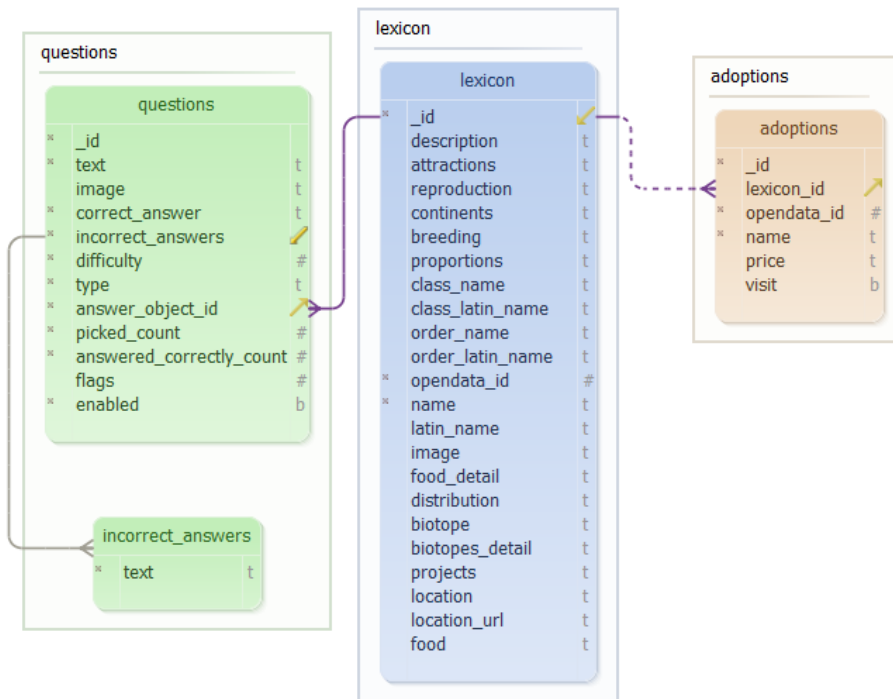 questions
questions
* _id
* text t
image t
* correct_answer t
* incorrect_answers
* difficulty #
* type t
* answer_object_id
* picked_count #
* answered_correctly_count #
flags #
* enabled b
incorrect_answers
* text t
lexicon
lexicon
* _id
description t
attractions t
reproduction t
continents t
breeding t
proportions t
class_name t
class_latin_name t
order_name t
order_latin_name t
* opendata_id #
* name t
latin_name t
image t
food_detail t
distribution t
biotope t
biotopes_detail t
projects t
location t
location_url t
food t
adoptions
adoptions
* _id
lexicon_id
* opendata_id #
* name t
price t
visit b